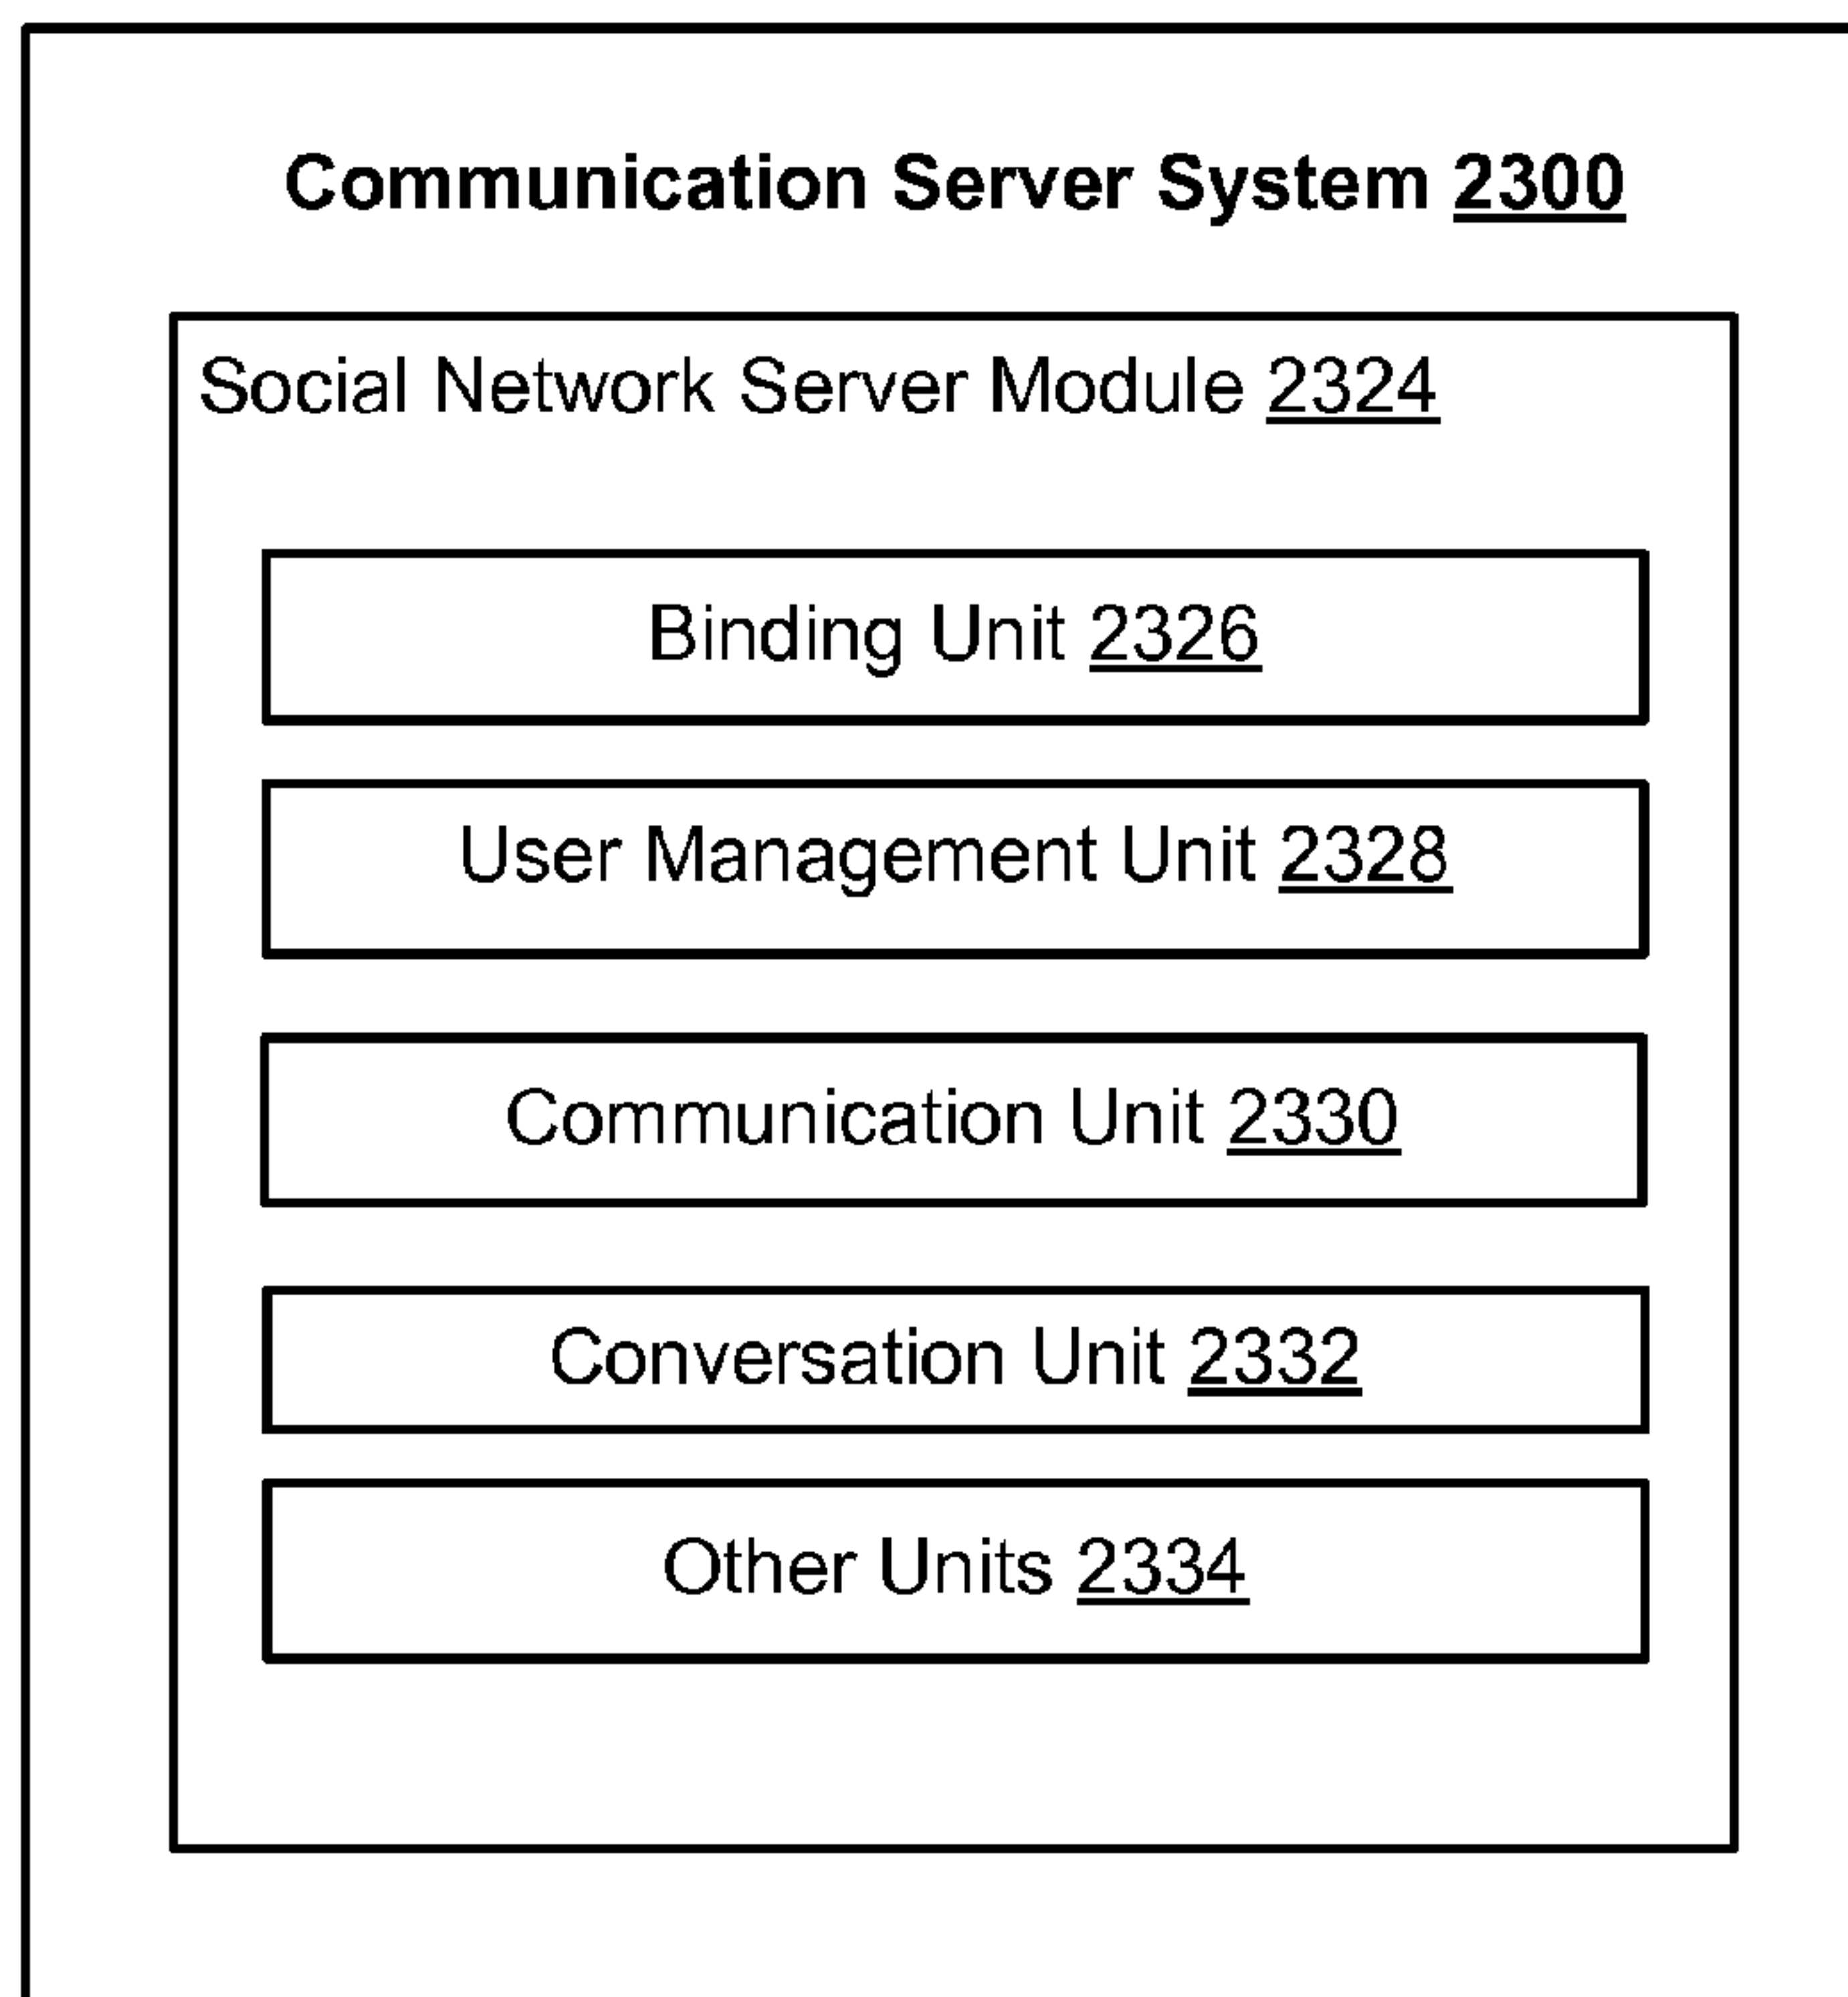 Communication Server System 2300
Social Network Server Module 2324
Binding Unit 2326
User Management Unit 2328
Communication Unit 2330
Conversation Unit 2332
Other Units 2334